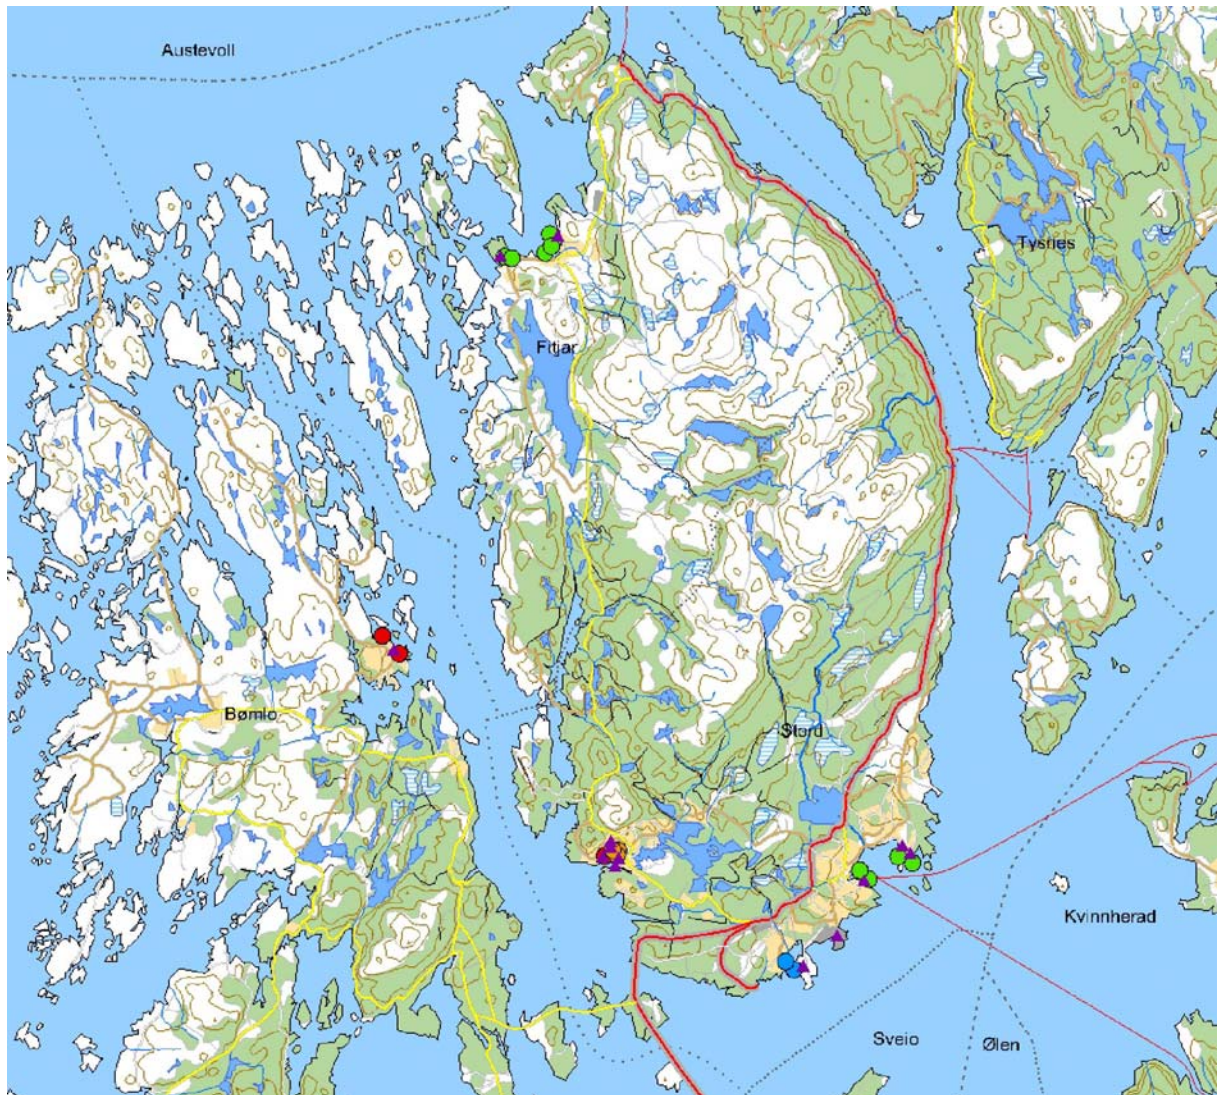 Austevoll
Tysnes
Fitjar
Bømlo
Stord
Kvinnherad
Sveio
Ølen